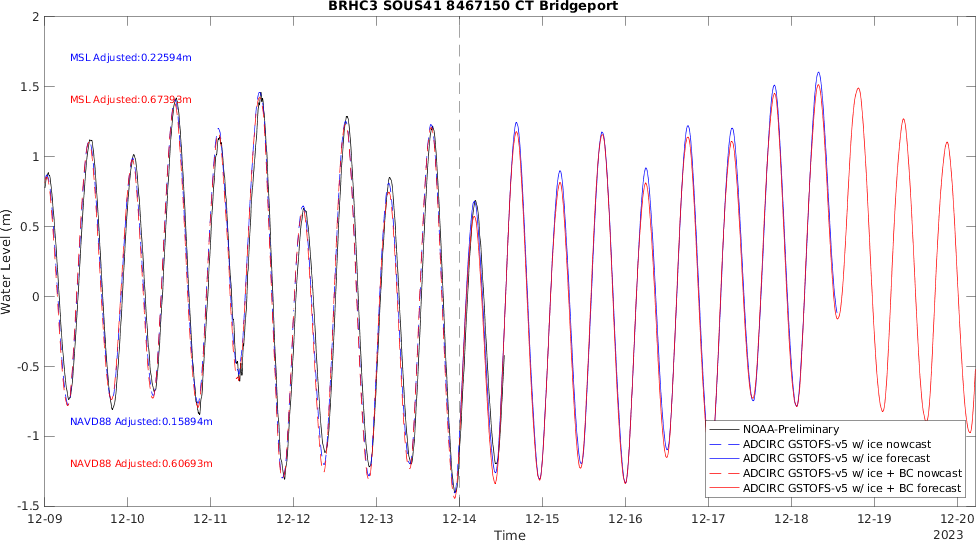 BRHC3 SOUS41 8467150 CT Bridgeport
2
1.5
1
0.5
0
-0.5
-1
-1.5
Water Level (m)
MSL Adjusted:0.22594m
MSL Adjusted:0.67393m
NAVD88 Adjusted:0.15894m
NAVD88 Adjusted:0.60693m
NOAA-Preliminary
ADCIRC GSTOFS-v5 w/ ice nowcast
ADCIRC GSTOFS-v5 w/ ice forecast
ADCIRC GSTOFS-v5 w/ ice + BC nowcast
ADCIRC GSTOFS-v5 w/ ice + BC forecast
12-09 12-10 12-11 12-12 12-13 12-14 12-15 12-16 12-17 12-18 12-19 12-20
Time
2023